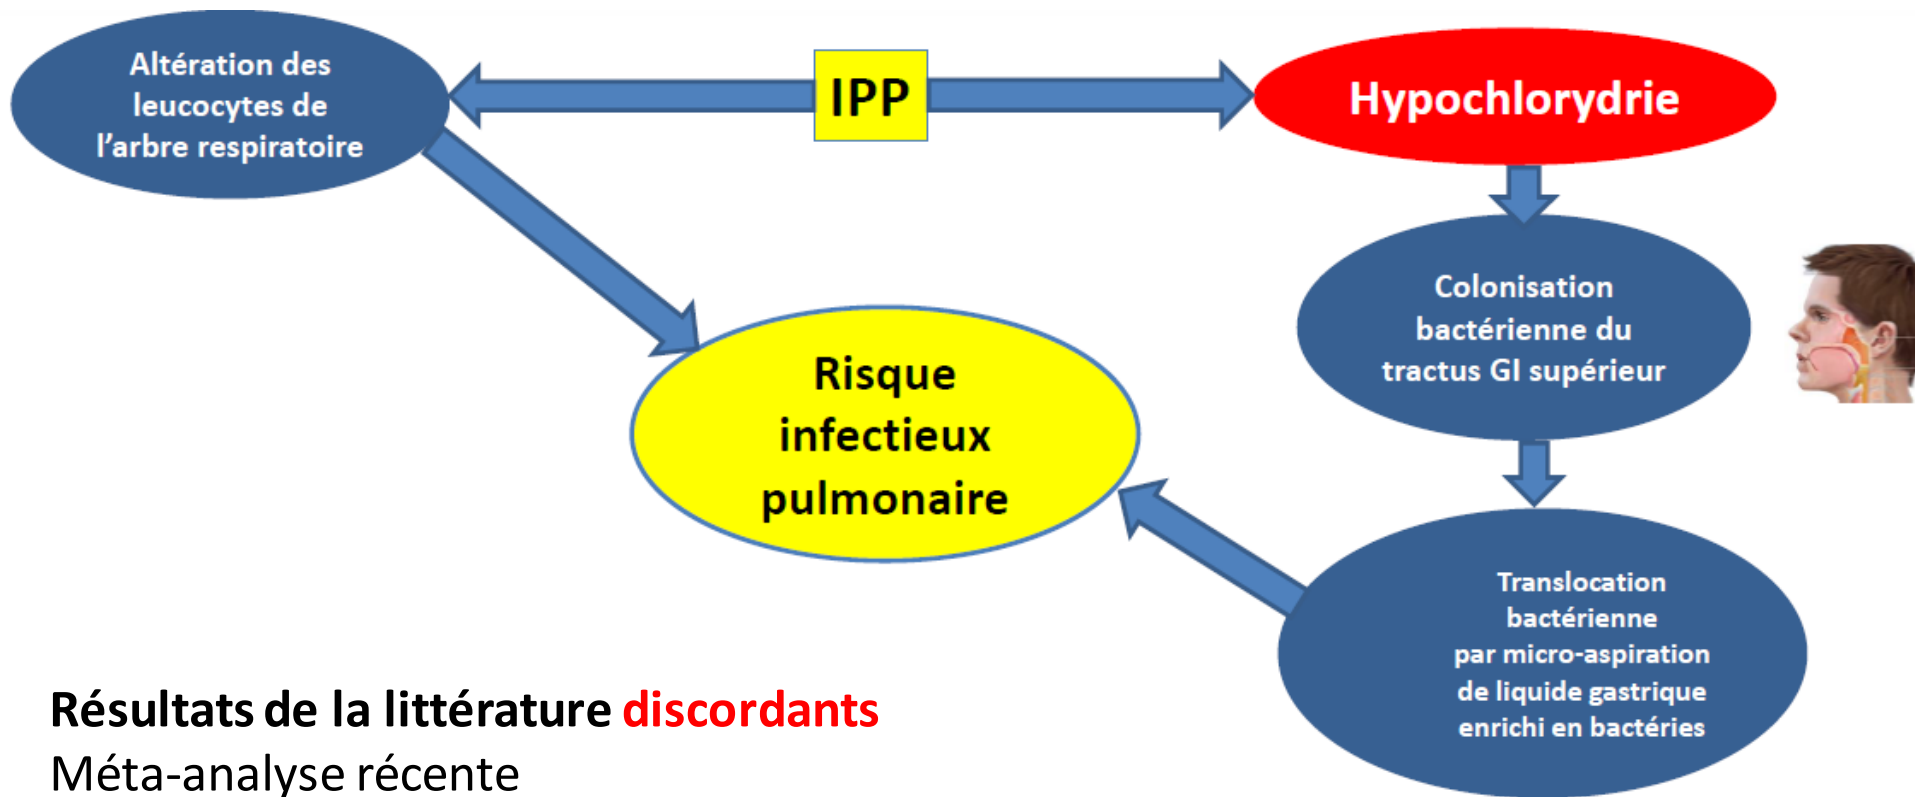 Altération des
leucocytes de
l'arbre respiratoire
IPP
Hypochlorydrie
Colonisation
bactérienne du
tractus GI supérieur
Risque
infectieux
pulmonaire
Translocation
bactérienne
par micro-aspiration
de liquide gastrique
enrichi en bactéries
Résultats de la littérature discordants
Méta-analyse récente